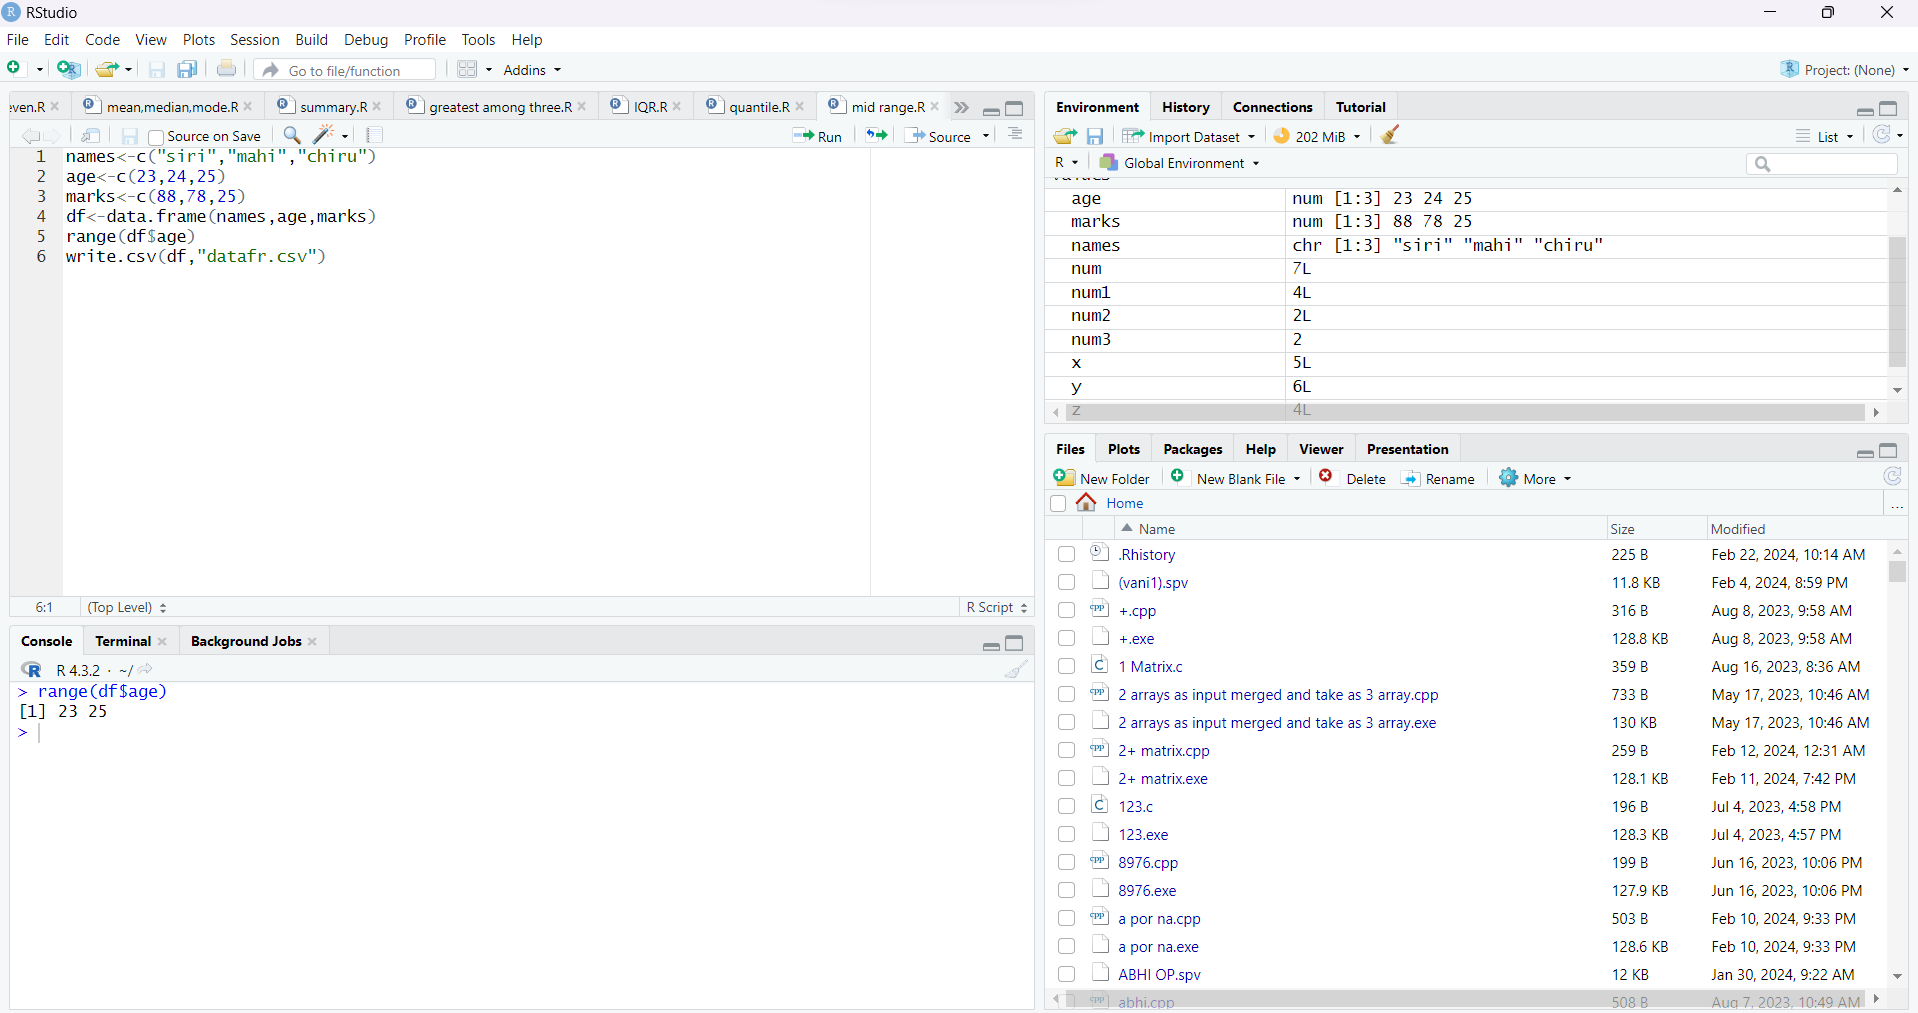 RStudio
File Edit Code View Plots Session Build Debug Profile Tools Help
Go to file/function Addins Project: (None)
ven.R mean,median,mode.R summary.R greatest among three.R IQR.R quantile.R mid range.R
Source on Save Run Source
1 names<-c("siri","mahi","chiru")
2 age<-c(23,24,25)
3 marks<-c(88,78,25)
4 df<-data.frame(names,age,marks)
5 range(df$age)
6 write.csv(df,"datafr.csv")
6:1 (Top Level) R Script
Console Terminal Background Jobs
R 4.3.2 · ~/
> range(df$age)
[1] 23 25
>
Environment History Connections Tutorial
Import Dataset 202 MiB List
R Global Environment
age num [1:3] 23 24 25
marks num [1:3] 88 78 25
names chr [1:3] "siri" "mahi" "chiru"
num 7L
num1 4L
num2 2L
num3 2
x 5L
y 6L
z 4L
Files Plots Packages Help Viewer Presentation
New Folder New Blank File Delete Rename More
Home ...
Name Size Modified
.Rhistory 225 B Feb 22, 2024, 10:14 AM
(vani1).spv 11.8 KB Feb 4, 2024, 8:59 PM
+.cpp 316 B Aug 8, 2023, 9:58 AM
+.exe 128.8 KB Aug 8, 2023, 9:58 AM
1 Matrix.c 359 B Aug 16, 2023, 8:36 AM
2 arrays as input merged and take as 3 array.cpp 733 B May 17, 2023, 10:46 AM
2 arrays as input merged and take as 3 array.exe 130 KB May 17, 2023, 10:46 AM
2+ matrix.cpp 259 B Feb 12, 2024, 12:31 AM
2+ matrix.exe 128.1 KB Feb 11, 2024, 7:42 PM
123.c 196 B Jul 4, 2023, 4:58 PM
123.exe 128.3 KB Jul 4, 2023, 4:57 PM
8976.cpp 199 B Jun 16, 2023, 10:06 PM
8976.exe 127.9 KB Jun 16, 2023, 10:06 PM
a por na.cpp 503 B Feb 10, 2024, 9:33 PM
a por na.exe 128.6 KB Feb 10, 2024, 9:33 PM
ABHI OP.spv 12 KB Jan 30, 2024, 9:22 AM
abhi.cpp 508 B Aug 7, 2023, 10:49 AM